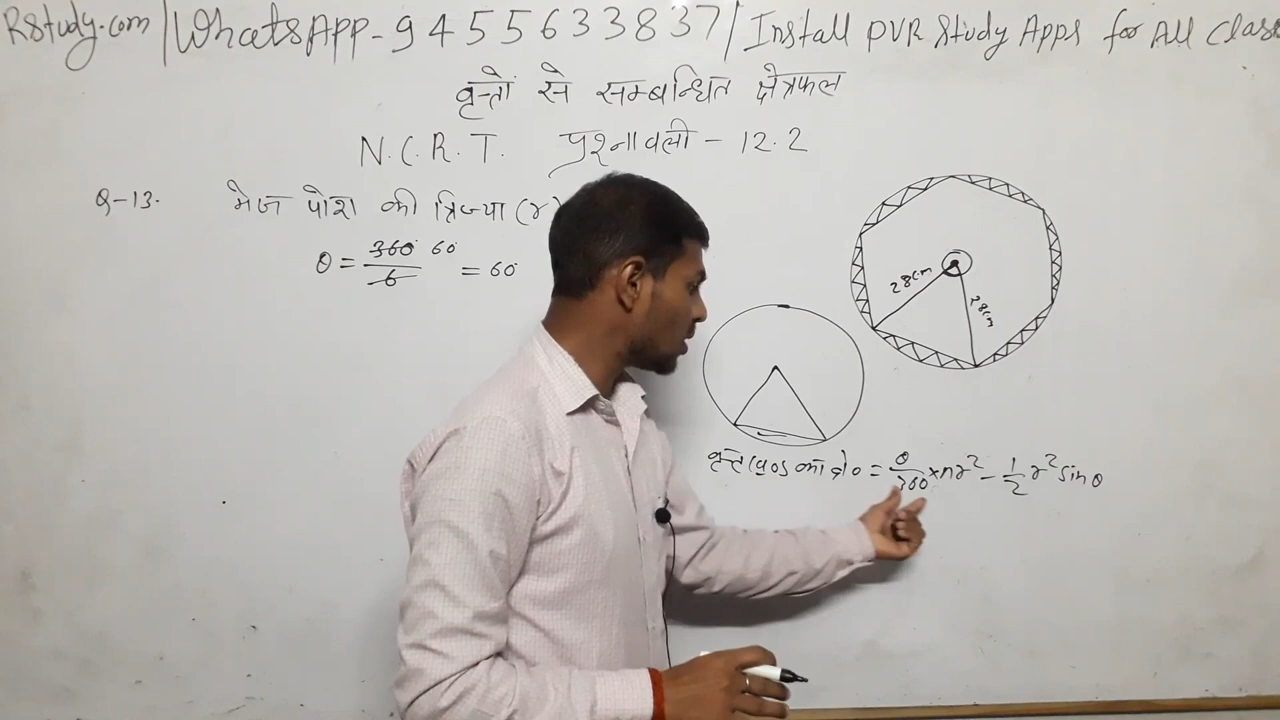 Rstudy.com | WhatsApp-9455633837 | Install PVR Study Apps for All Class
वृत्तों से सम्बन्धित क्षेत्रफल
N.C.R.T. प्रश्नावली - 12.2
Q-13. मेज पोश की त्रिज्या (r)
θ = 360/6 60 = 60
28cm
28cm
वृत्तखण्ड का क्षे० = θ/360 × πr² - 1/2 r² sin θ